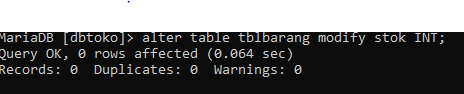 MariaDB [dbtoko]> alter table tblbarang modify stok INT;
Query OK, 0 rows affected (0.064 sec)
Records: 0  Duplicates: 0  Warnings: 0